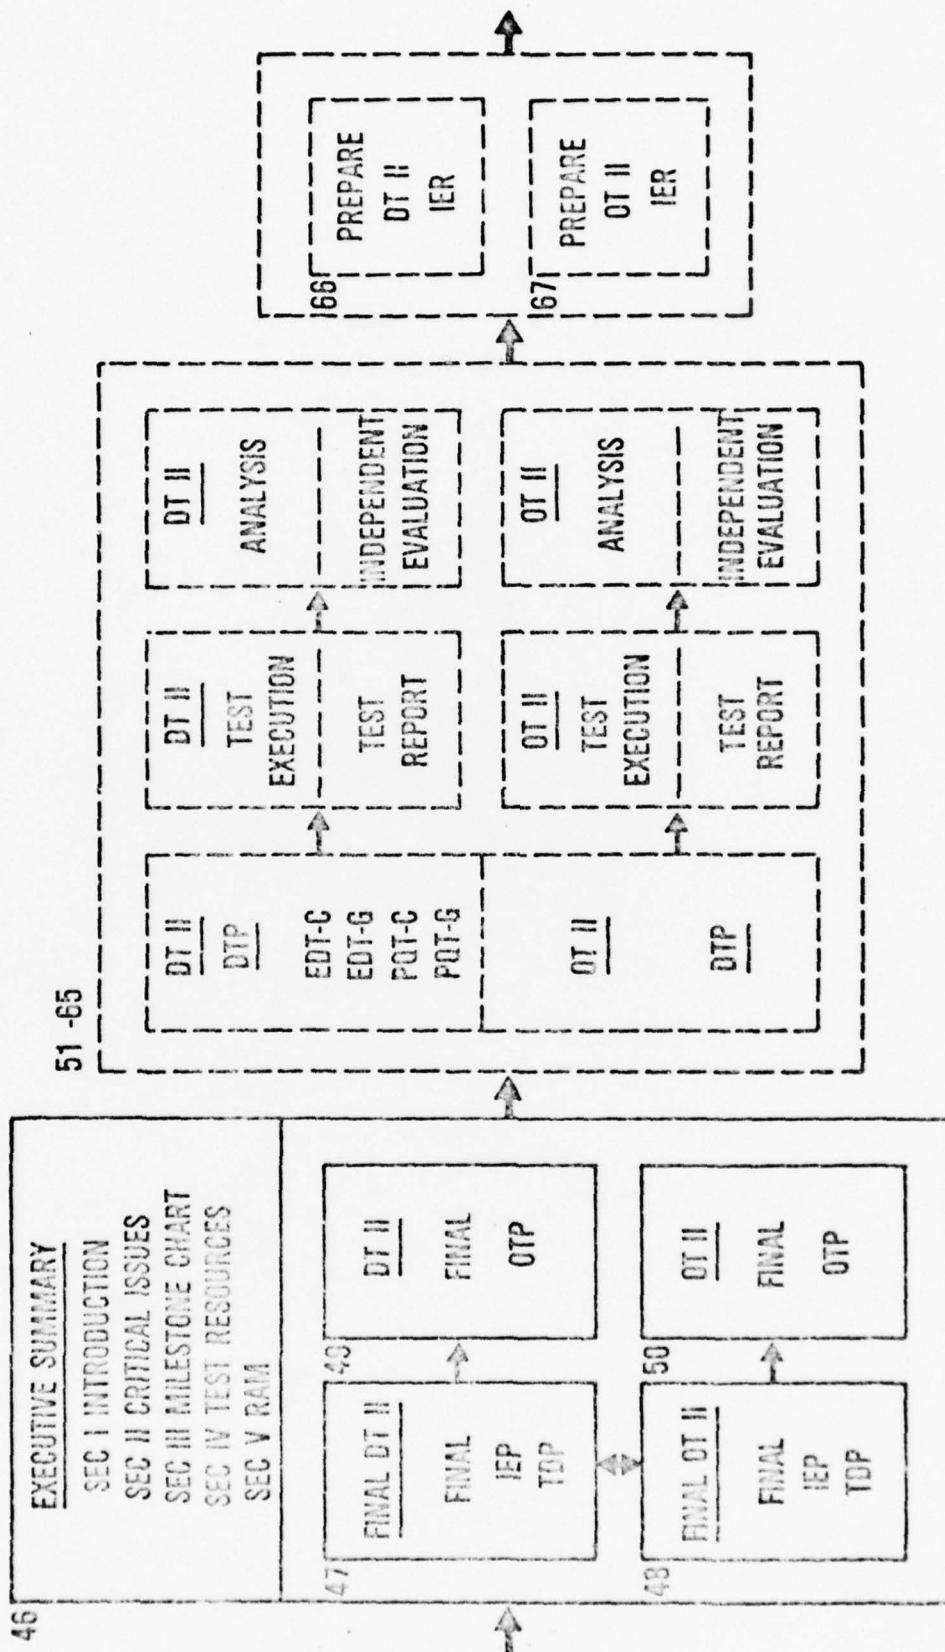 46
EXECUTIVE SUMMARY
SEC I INTRODUCTION
SEC II CRITICAL ISSUES
SEC III MILESTONE CHART
SEC IV TEST RESOURCES
SEC V RAM
47
FINAL DT II
FINAL
IEP
TDP
49
DT II
FINAL
OTP
48
FINAL OT II
FINAL
IEP
TDP
50
OT II
FINAL
OTP
51-65
DT II
DTP
EDT-C
EDT-G
PQT-C
PQT-G
OT II
DTP
DT II
TEST
EXECUTION
TEST
REPORT
OT II
TEST
EXECUTION
TEST
REPORT
DT II
ANALYSIS
INDEPENDENT
EVALUATION
OT II
ANALYSIS
INDEPENDENT
EVALUATION
66
PREPARE
DT II
IER
67
PREPARE
OT II
IER